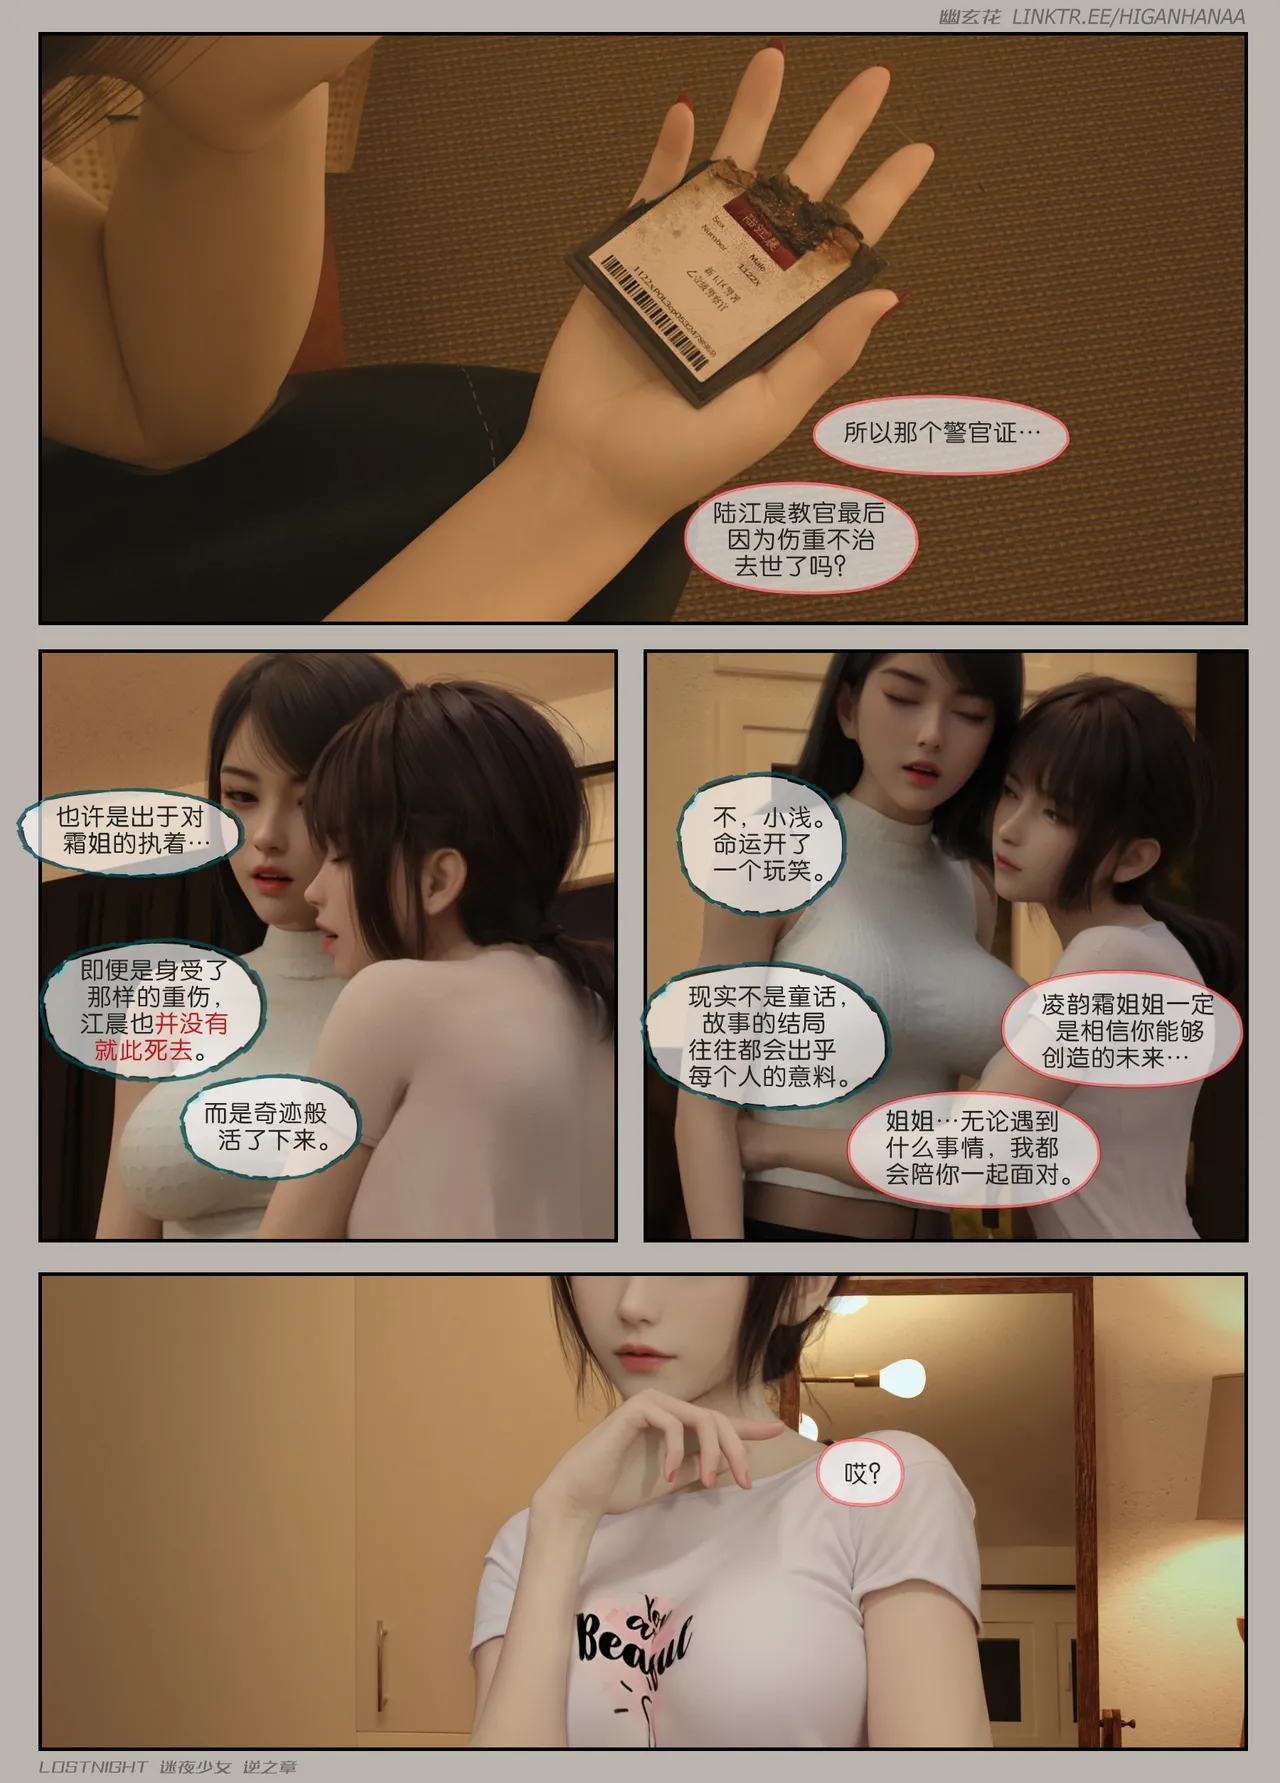 幽玄花 LINKTR.EE/HIGANHANAA
陆江晨
Sex: Male
Number 1122X
所以那个警官证…
陆江晨教官最后
因为伤重不治
去世了吗?
也许是出于对
霜姐的执着…
即便是身受了
那样的重伤，
江晨也并没有
就此死去。
而是奇迹般
活了下来。
不，小浅。
命运开了
一个玩笑。
现实不是童话，
故事的结局
往往都会出乎
每个人的意料。
凌韵霜姐姐一定
是相信你能够
创造的未来…
姐姐…无论遇到
什么事情，我都
会陪你一起面对。
哎?
LOSTNIGHT 迷夜少女 逆之章